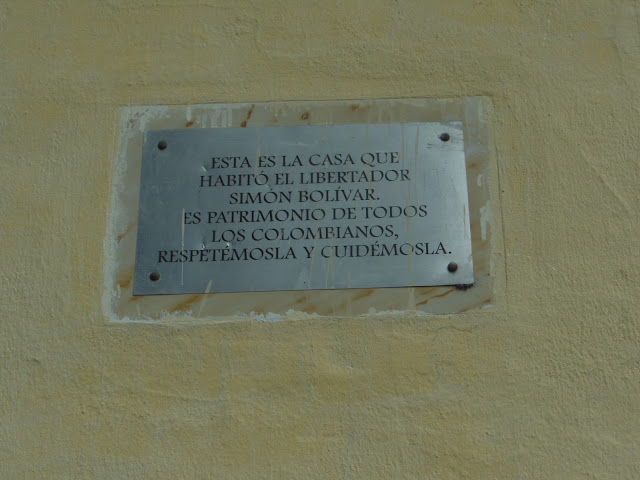 ESTA ES LA CASA QUE
HABITÓ EL LIBERTADOR
SIMÓN BOLÍVAR.
ES PATRIMONIO DE TODOS
LOS COLOMBIANOS,
RESPETÉMOSLA Y CUIDÉMOSLA.